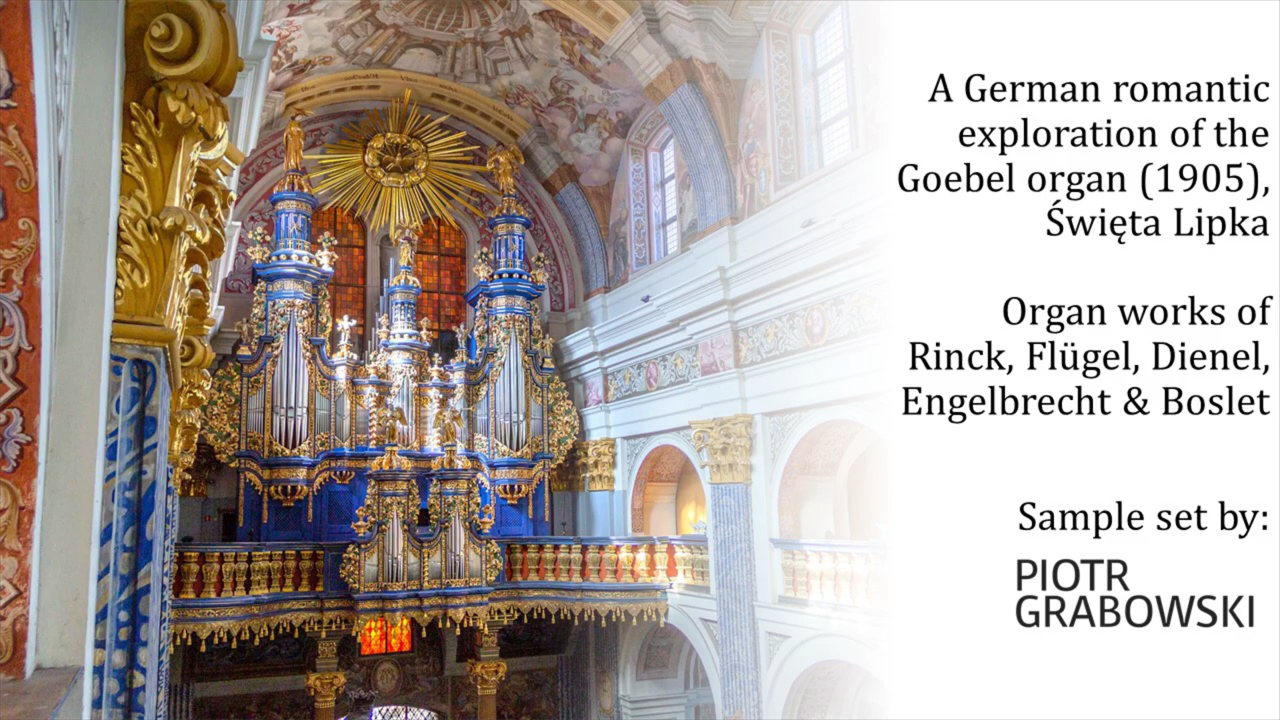 A German romantic
exploration of the
Goebel organ (1905),
Święta Lipka
Organ works of
Rinck, Flügel, Dienel,
Engelbrecht & Boslet
Sample set by:
PIOTR
GRABOWSKI